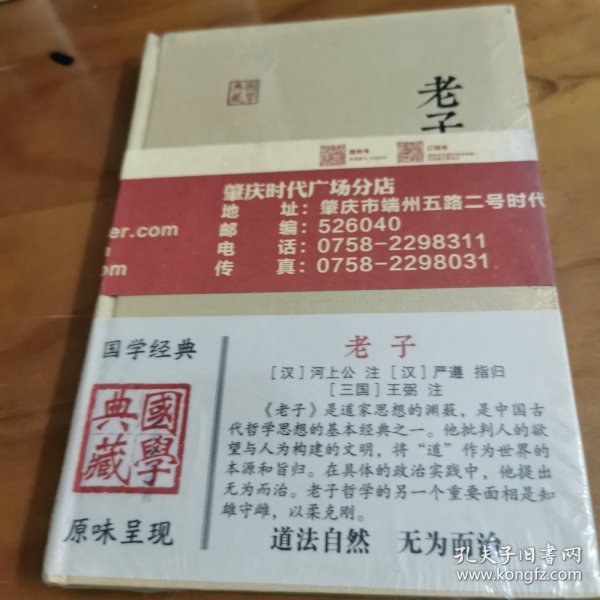 國學
典藏
老子
肇庆时代广场分店
地 址：肇庆市端州五路二号时代
邮 编：526040
电 话：0758-2298311
传 真：0758-2298031
er.com
om
国学经典
國學
典藏
原味呈现
老子
［汉］河上公 注 ［汉］严遵 指归
［三国］王弼 注
《老子》是道家思想的渊薮，是中国古
代哲学思想的基本经典之一。他批判人的欲
望与人为构建的文明，将“道”作为世界的
本源和旨归。在具体的政治实践中，他提出
无为而治。老子哲学的另一个重要面相是知
雄守雌，以柔克刚。
道法自然 无为而治
孔夫子旧书网
www.kongfz.com